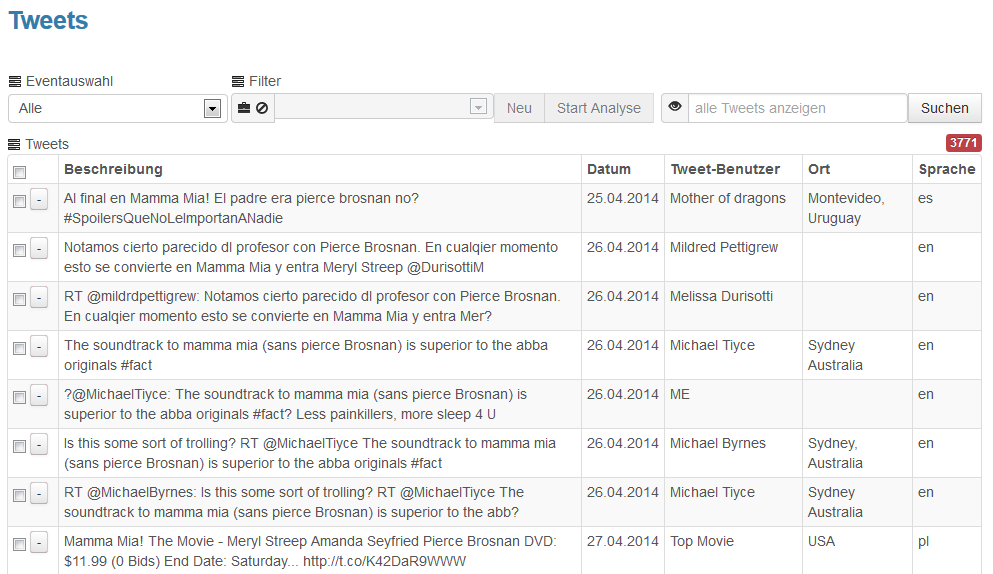 Tweets
Eventauswahl Filter
Alle Neu Start Analyse alle Tweets anzeigen Suchen
Tweets 3771
Beschreibung Datum Tweet-Benutzer Ort Sprache
- Al final en Mamma Mia! El padre era pierce brosnan no? 25.04.2014 Mother of dragons Montevideo, es
#SpoilersQueNoLeImportanANadie Uruguay
- Notamos cierto parecido dl profesor con Pierce Brosnan. En cualqier momento 26.04.2014 Mildred Pettigrew en
esto se convierte en Mamma Mia y entra Meryl Streep @DurisottiM
- RT @mildrdpettigrew: Notamos cierto parecido dl profesor con Pierce Brosnan. 26.04.2014 Melissa Durisotti en
En cualqier momento esto se convierte en Mamma Mia y entra Mer?
- The soundtrack to mamma mia (sans pierce Brosnan) is superior to the abba 26.04.2014 Michael Tiyce Sydney en
originals #fact Australia
- ?@MichaelTiyce: The soundtrack to mamma mia (sans pierce Brosnan) is 26.04.2014 ME en
superior to the abba originals #fact? Less painkillers, more sleep 4 U
- Is this some sort of trolling? RT @MichaelTiyce The soundtrack to mamma mia 26.04.2014 Michael Byrnes Sydney, en
(sans pierce Brosnan) is superior to the abba originals #fact Australia
- RT @MichaelByrnes: Is this some sort of trolling? RT @MichaelTiyce The 26.04.2014 Michael Tiyce Sydney en
soundtrack to mamma mia (sans pierce Brosnan) is superior to the abb? Australia
- Mamma Mia! The Movie - Meryl Streep Amanda Seyfried Pierce Brosnan DVD: 27.04.2014 Top Movie USA pl
$11.99 (0 Bids) End Date: Saturday... http://t.co/K42DaR9WWW